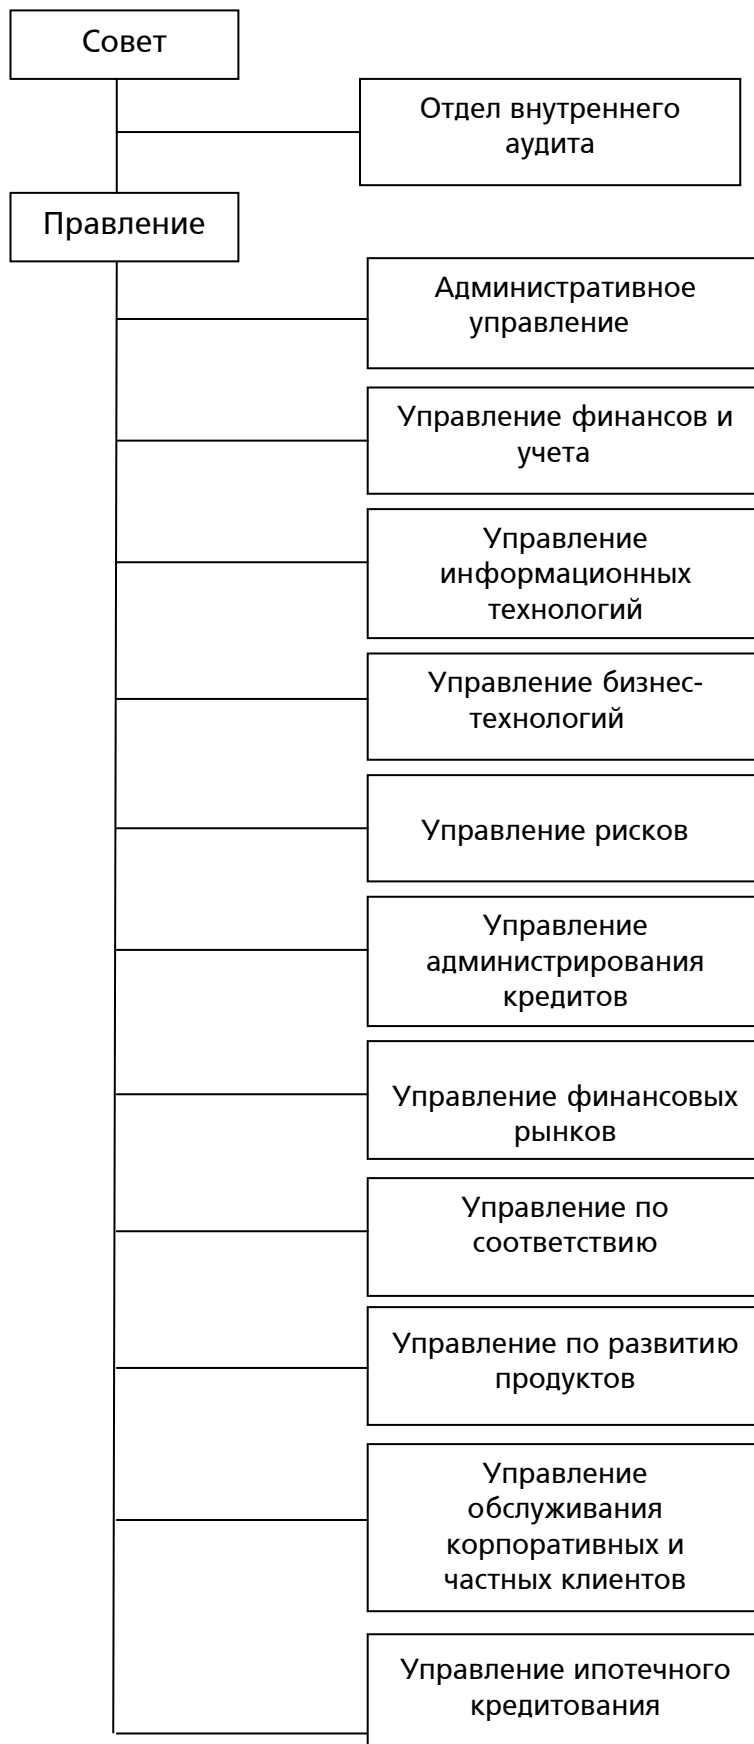 Совет
Отдел внутреннего
аудита
Правление
Административное
управление
Управление финансов и
учета
Управление
информационных
технологий
Управление бизнес-
технологий
Управление рисков
Управление
администрирования
кредитов
Управление финансовых
рынков
Управление по
соответствию
Управление по развитию
продуктов
Управление
обслуживания
корпоративных и
частных клиентов
Управление ипотечного
кредитования